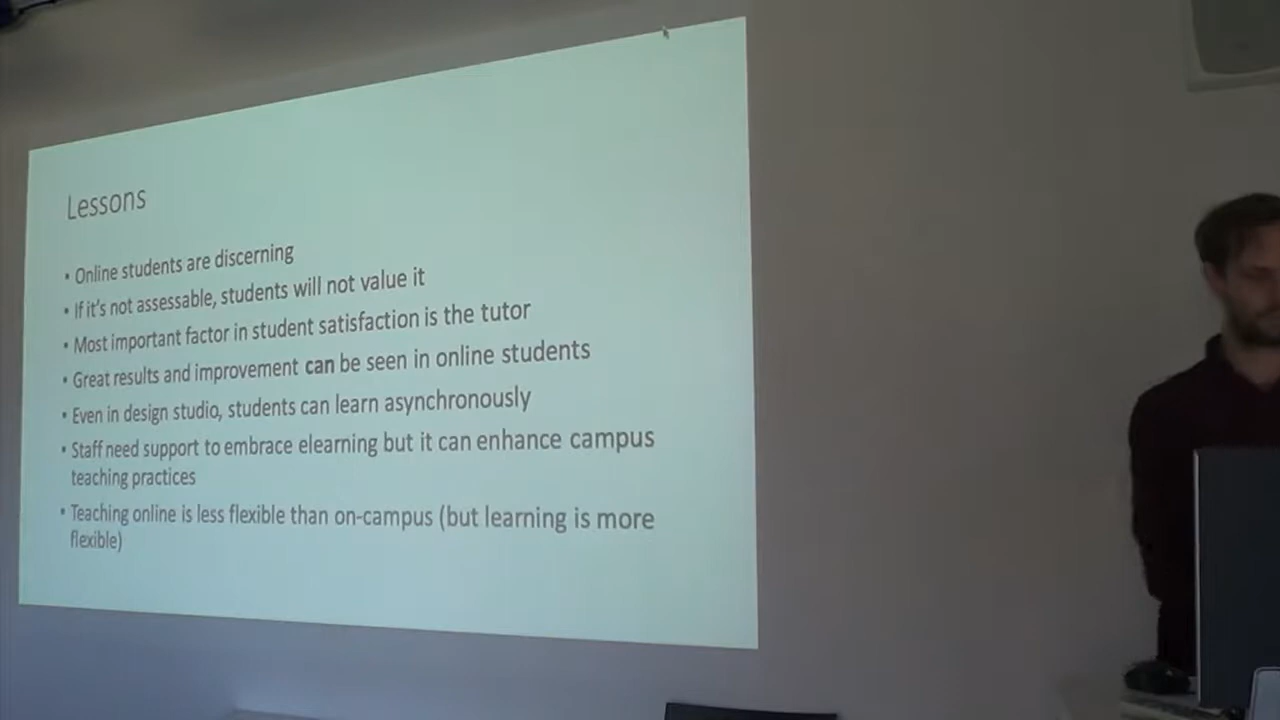 Lessons
• Online students are discerning
• If it's not assessable, students will not value it
• Most important factor in student satisfaction is the tutor
• Great results and improvement can be seen in online students
• Even in design studio, students can learn asynchronously
• Staff need support to embrace elearning but it can enhance campus
teaching practices
• Teaching online is less flexible than on-campus (but learning is more
flexible)